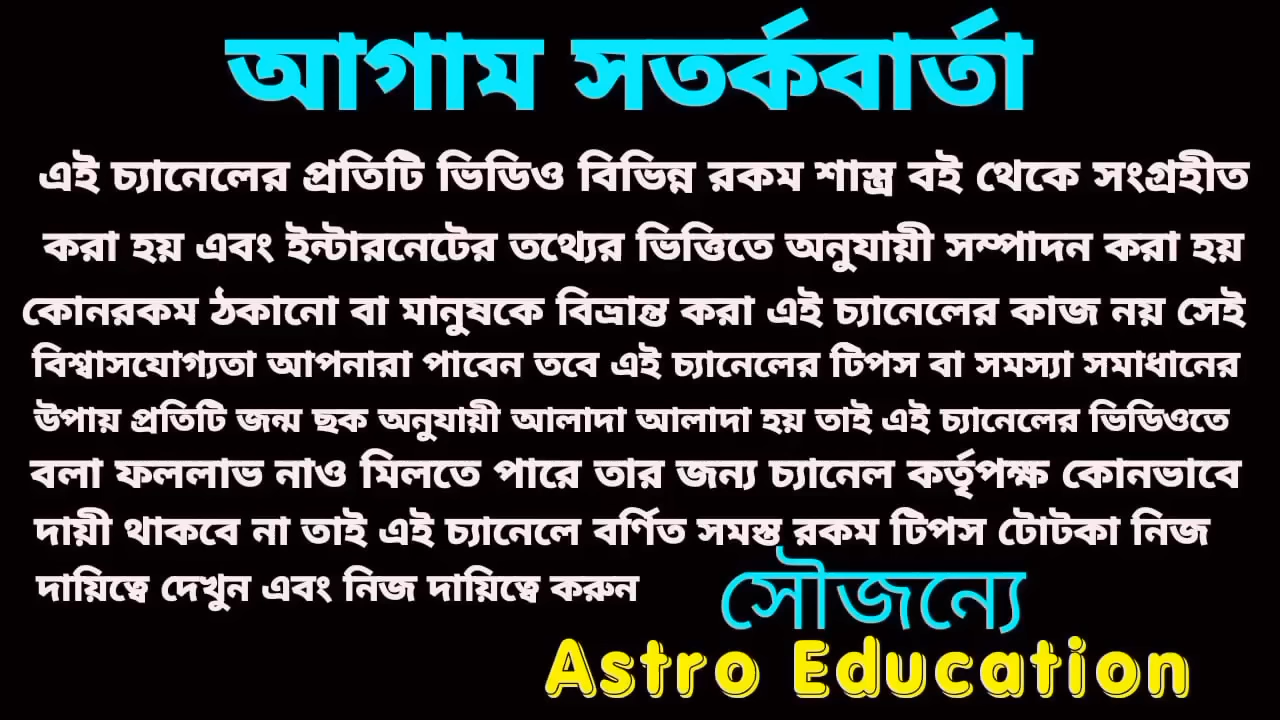 আগাম সতর্কবার্তা
এই চ্যানেলের প্রতিটি ভিডিও বিভিন্ন রকম শাস্ত্র বই থেকে সংগ্রহীত
করা হয় এবং ইন্টারনেটের তথ্যের ভিত্তিতে অনুযায়ী সম্পাদন করা হয়
কোনরকম ঠকানো বা মানুষকে বিভ্রান্ত করা এই চ্যানেলের কাজ নয় সেই
বিশ্বাসযোগ্যতা আপনারা পাবেন তবে এই চ্যানেলের টিপস বা সমস্যা সমাধানের
উপায় প্রতিটি জন্ম ছক অনুযায়ী আলাদা আলাদা হয় তাই এই চ্যানেলের ভিডিওতে
বলা ফললাভ নাও মিলতে পারে তার জন্য চ্যানেল কর্তৃপক্ষ কোনভাবে
দায়ী থাকবে না তাই এই চ্যানেলে বর্ণিত সমস্ত রকম টিপস টোটকা নিজ
দায়িত্বে দেখুন এবং নিজ দায়িত্বে করুন
সৌজন্যে
Astro Education